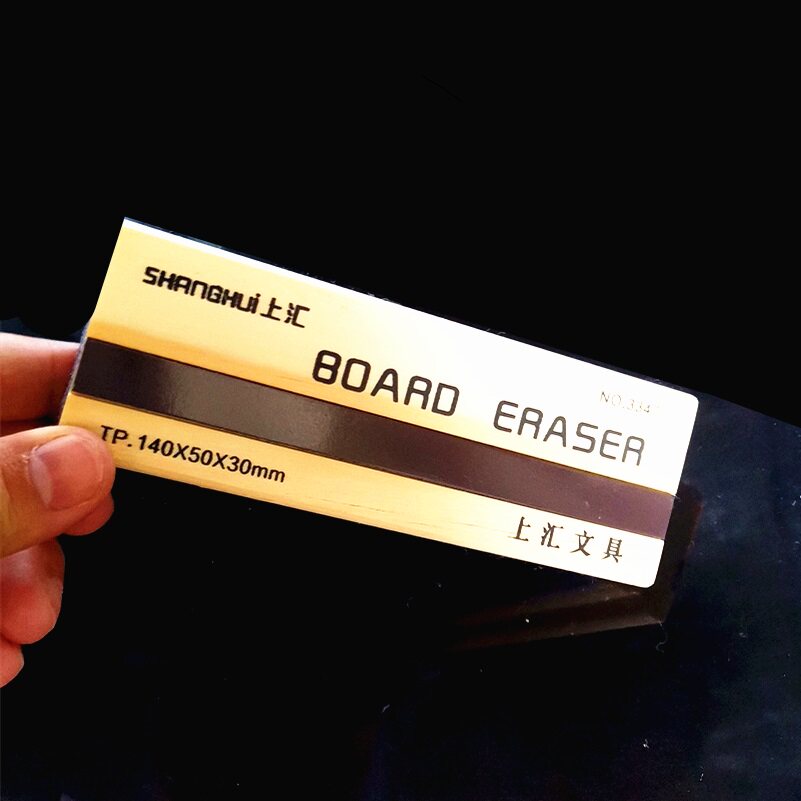 SHANGHUi上汇
BOARD ERASER
TP.140X50X30mm
上汇文具